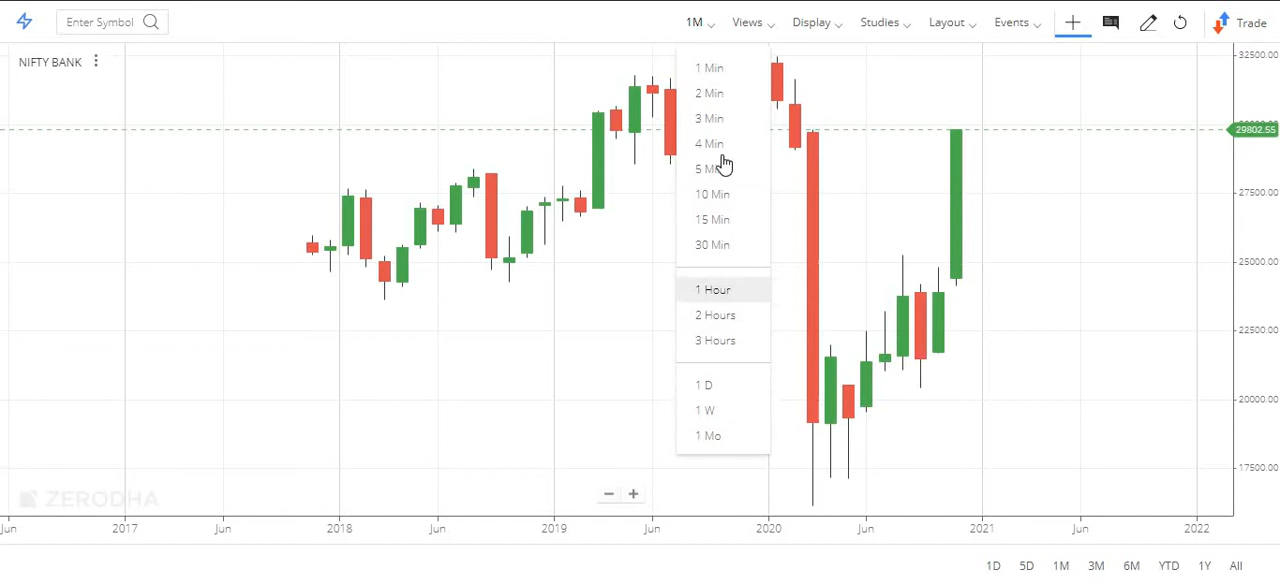 Enter Symbol 1M Views Display Studies Layout Events Trade
NIFTY BANK
1 Min
2 Min
3 Min
4 Min
10 Min
15 Min
30 Min
1 Hour
2 Hours
3 Hours
1 D
1 W
1 Mo
32500.00
29802.55
27500.00
25000.00
22500.00
20000.00
17500.00
ZERODHA
Jun 2017 Jun 2018 Jun 2019 Jun 2020 Jun 2021 Jun 2022
1D 5D 1M 3M 6M YTD 1Y All